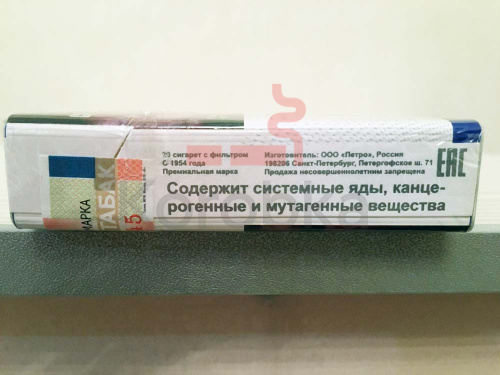 20 сигарет с фильтром
С 1954 года
Премиальная марка
Изготовитель: ООО «Петро», Россия
198206 Санкт-Петербург, Петергофское ш. 71
Продажа несовершеннолетним запрещена
EAC
Содержит системные яды, канце-
рогенные и мутагенные вещества
МАРКА
ТАБАК